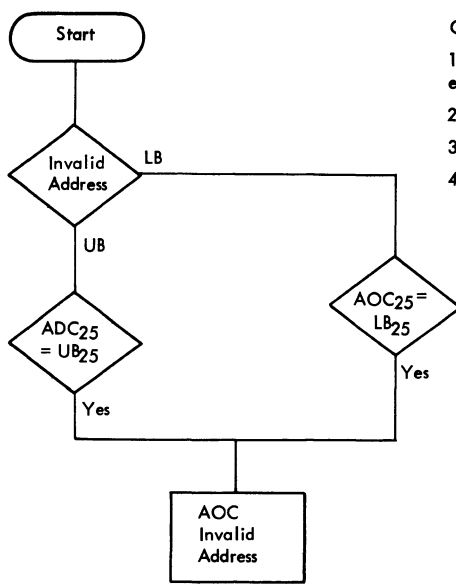 Start
Invalid
Address
LB
UB
ADC25
= UB25
AOC25=
LB25
Yes
Yes
AOC
Invalid
Address
1
2
3
4